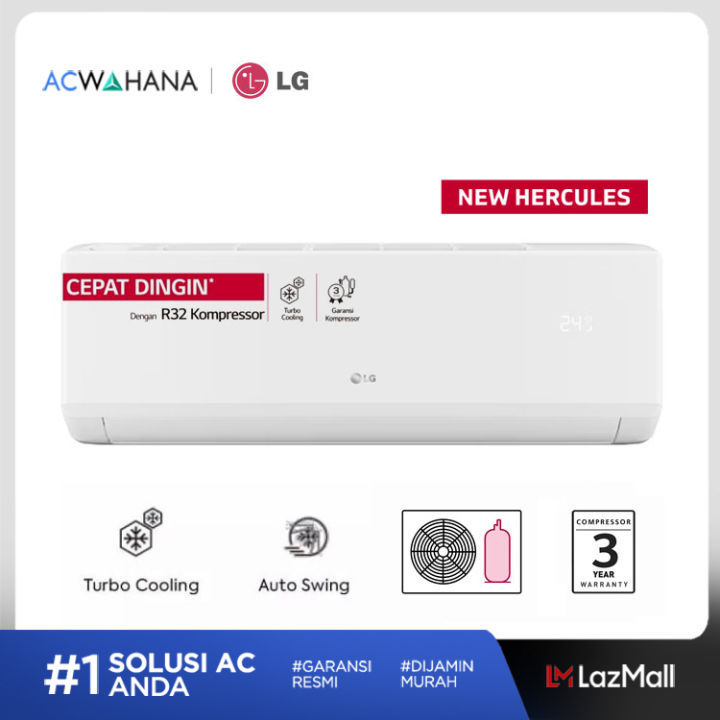 ACWAHANA | LG
NEW HERCULES
CEPAT DINGIN*
Dengan R32 Kompressor
Turbo
Cooling
3
Garansi
Kompressor
24
LG
Turbo Cooling
Auto Swing
COMPRESSOR
3
YEAR
WARRANTY
#1 SOLUSI AC
ANDA
#GARANSI
RESMI
#DIJAMIN
MURAH
LM LazMall